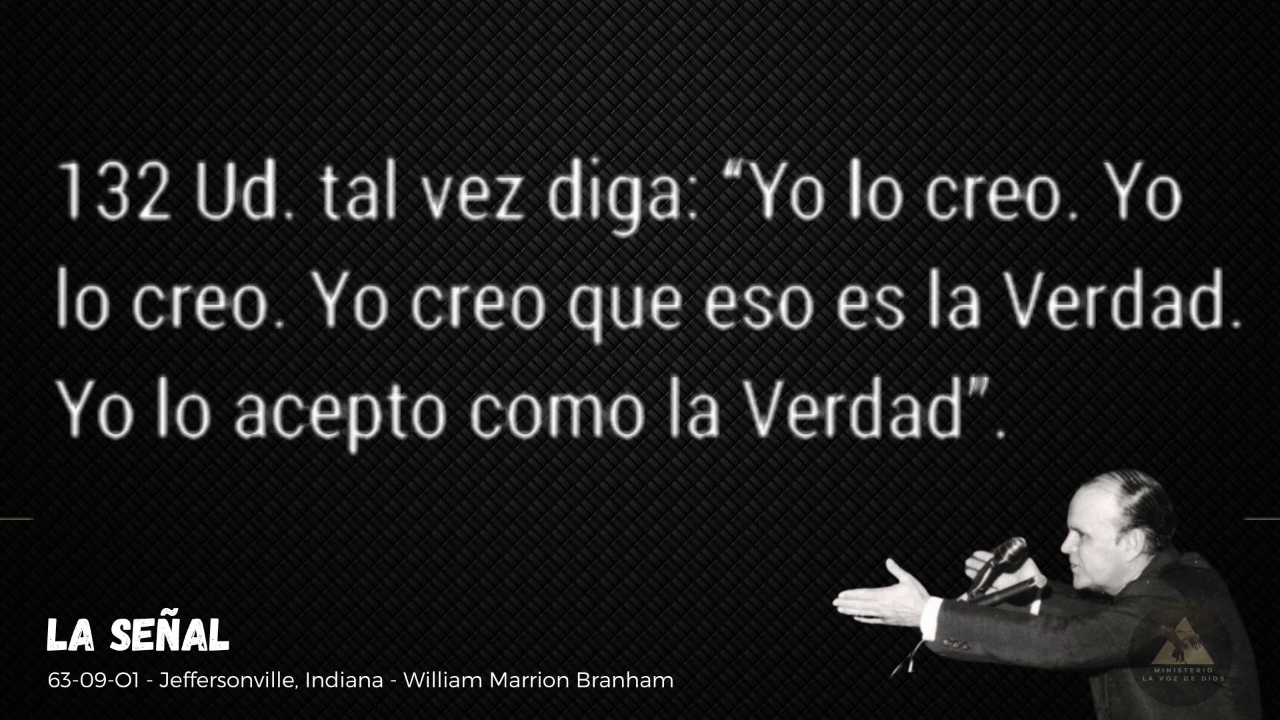 132 Ud. tal vez diga: “Yo lo creo. Yo
lo creo. Yo creo que eso es la Verdad.
Yo lo acepto como la Verdad”.
LA SEÑAL
63-09-O1 - Jeffersonville, Indiana - William Marrion Branham
MINISTERIO
LA VOZ DE DIOS